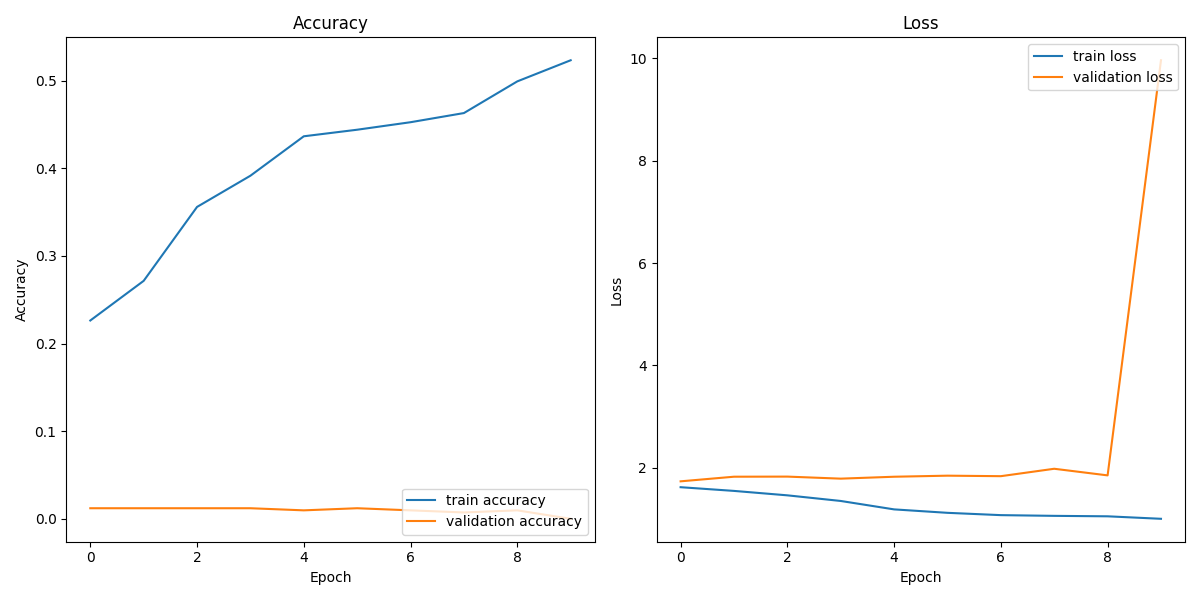 Accuracy
0.5
0.4
0.3
0.2
0.1
0.0
Accuracy
0 2 4 6 8
Epoch
train accuracy
validation accuracy
Loss
10
8
6
4
2
Loss
0 2 4 6 8
Epoch
train loss
validation loss